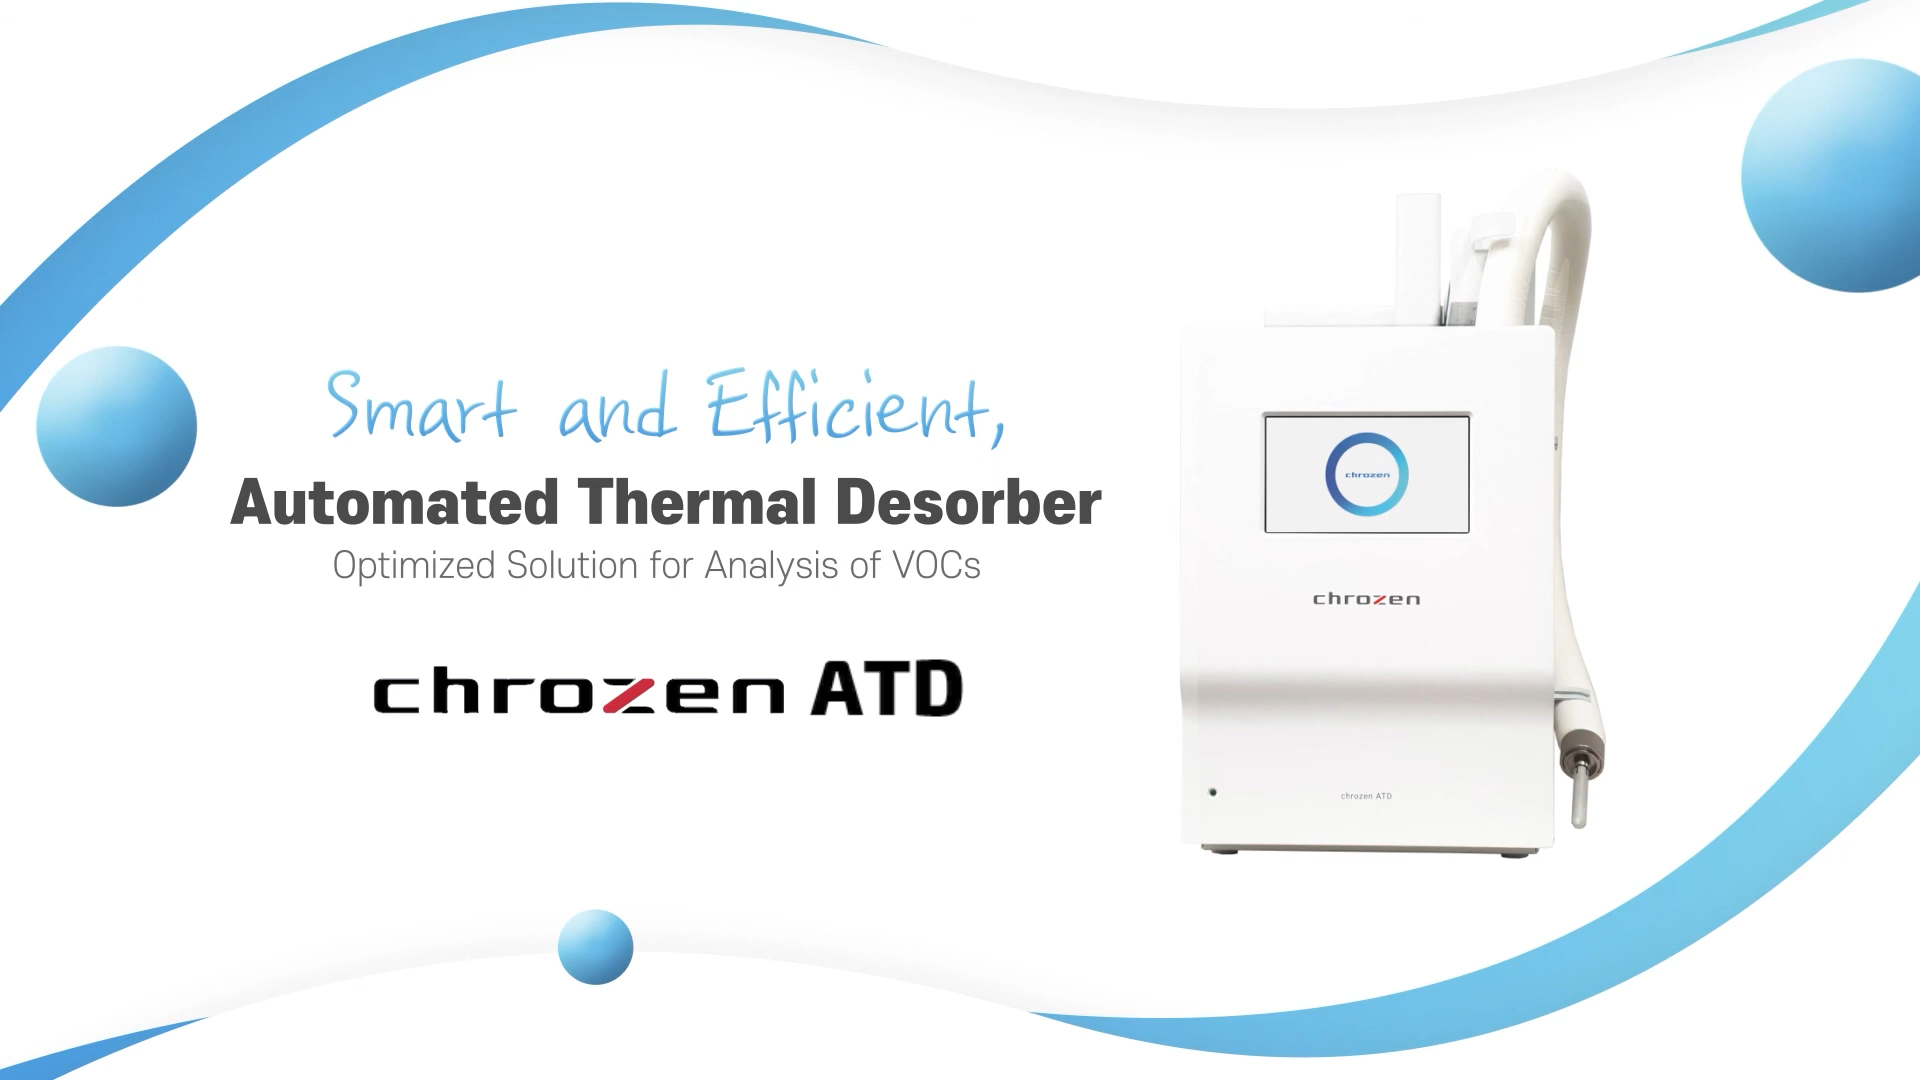 Smart and Efficient,
Automated Thermal Desorber
Optimized Solution for Analysis of VOCs
chrozen ATD
chrozen
chrozen
chrozen ATD